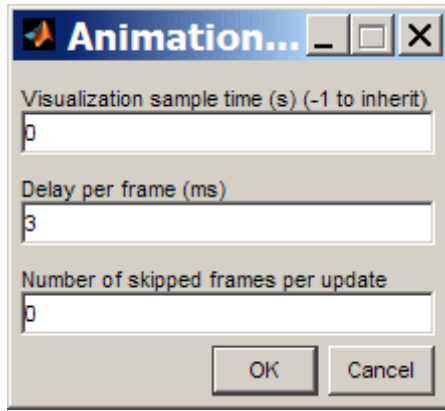 Animation...
Visualization sample time (s) (-1 to inherit)
0
Delay per frame (ms)
3
Number of skipped frames per update
0
OK Cancel